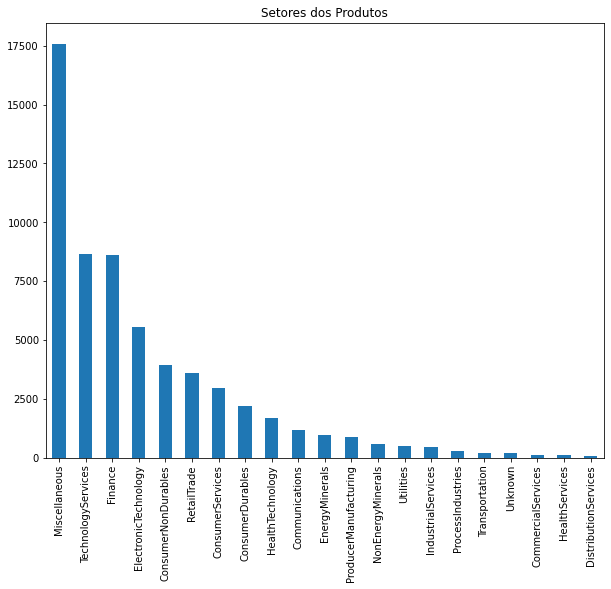 Setores dos Produtos
17500
15000
12500
10000
7500
5000
2500
0
Miscellaneous
TechnologyServices
Finance
ElectronicTechnology
ConsumerNonDurables
RetailTrade
ConsumerServices
ConsumerDurables
HealthTechnology
Communications
EnergyMinerals
ProducerManufacturing
NonEnergyMinerals
Utilities
IndustrialServices
ProcessIndustries
Transportation
Unknown
CommercialServices
HealthServices
DistributionServices